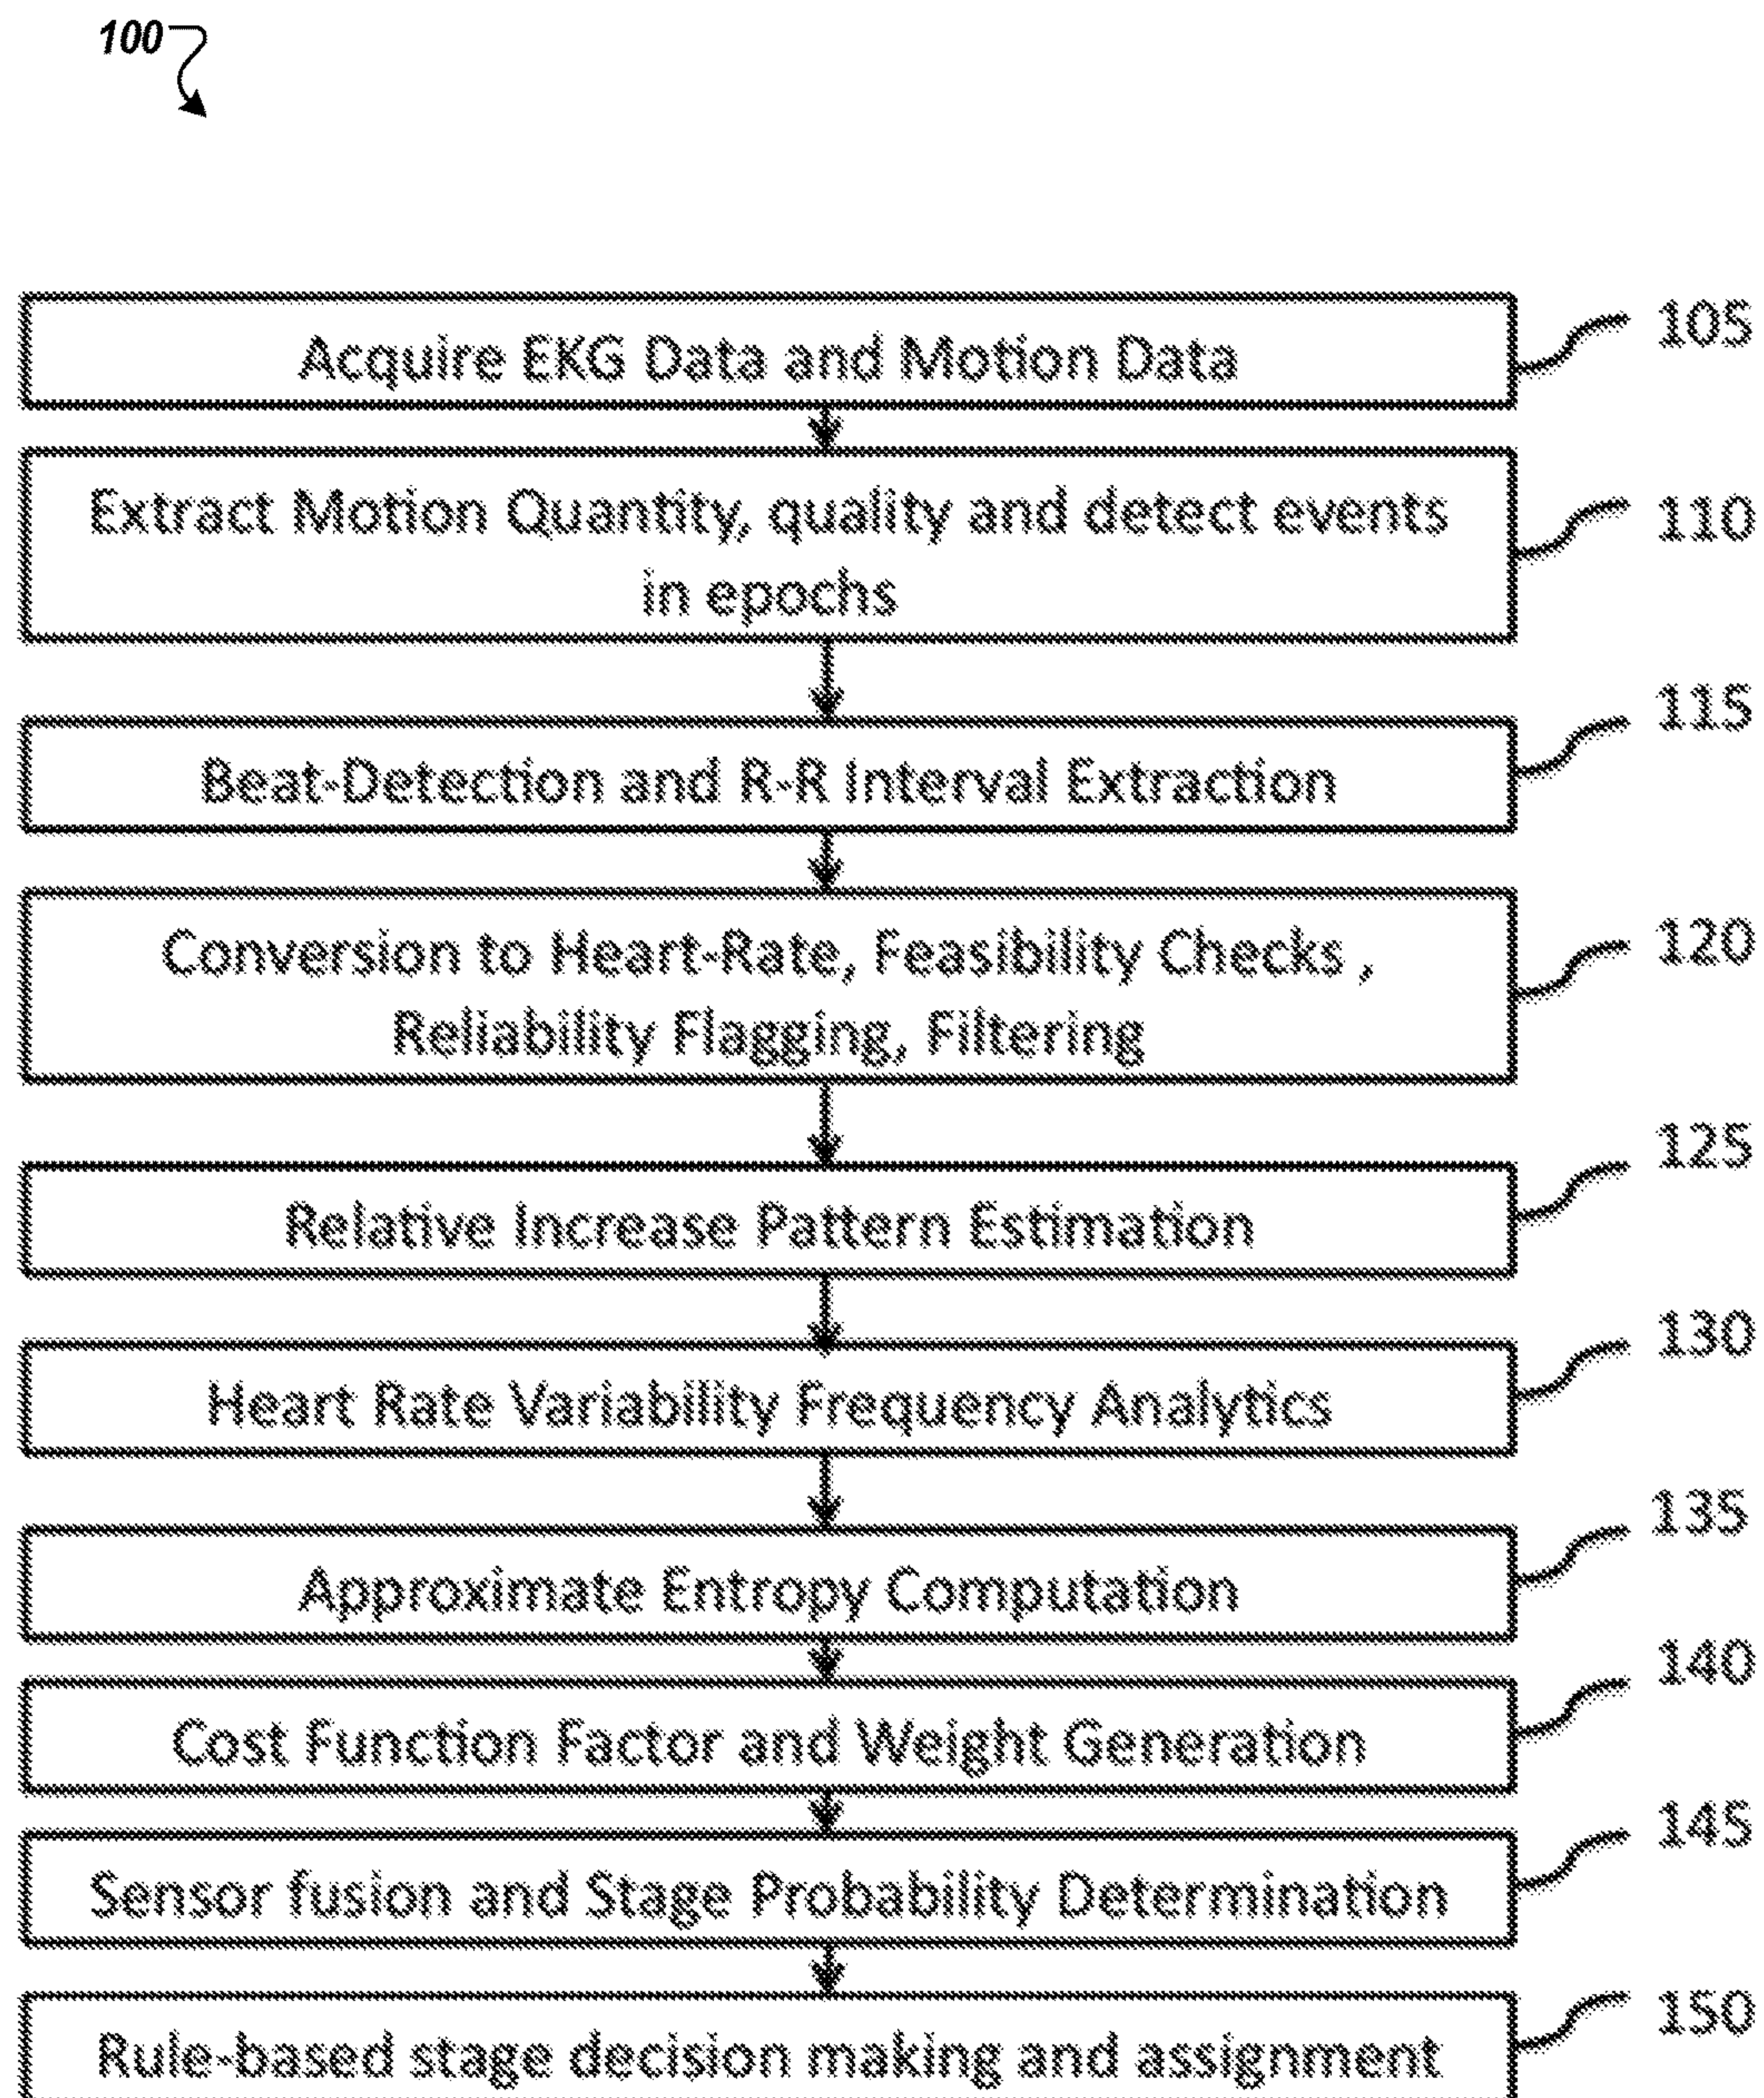 100
Acquire EKG Data and Motion Data
105
Extract Motion Quantity, quality and detect events
in epochs
110
Beat-Detection and R-R Interval Extraction
115
Conversion to Heart-Rate, Feasibility Checks ,
Reliability Flagging, Filtering
120
Relative Increase Pattern Estimation
125
Heart Rate Variability Frequency Analytics
130
Approximate Entropy Computation
135
Cost Function Factor and Weight Generation
140
Sensor fusion and Stage Probability Determination
145
Rule-based stage decision making and assignment
150